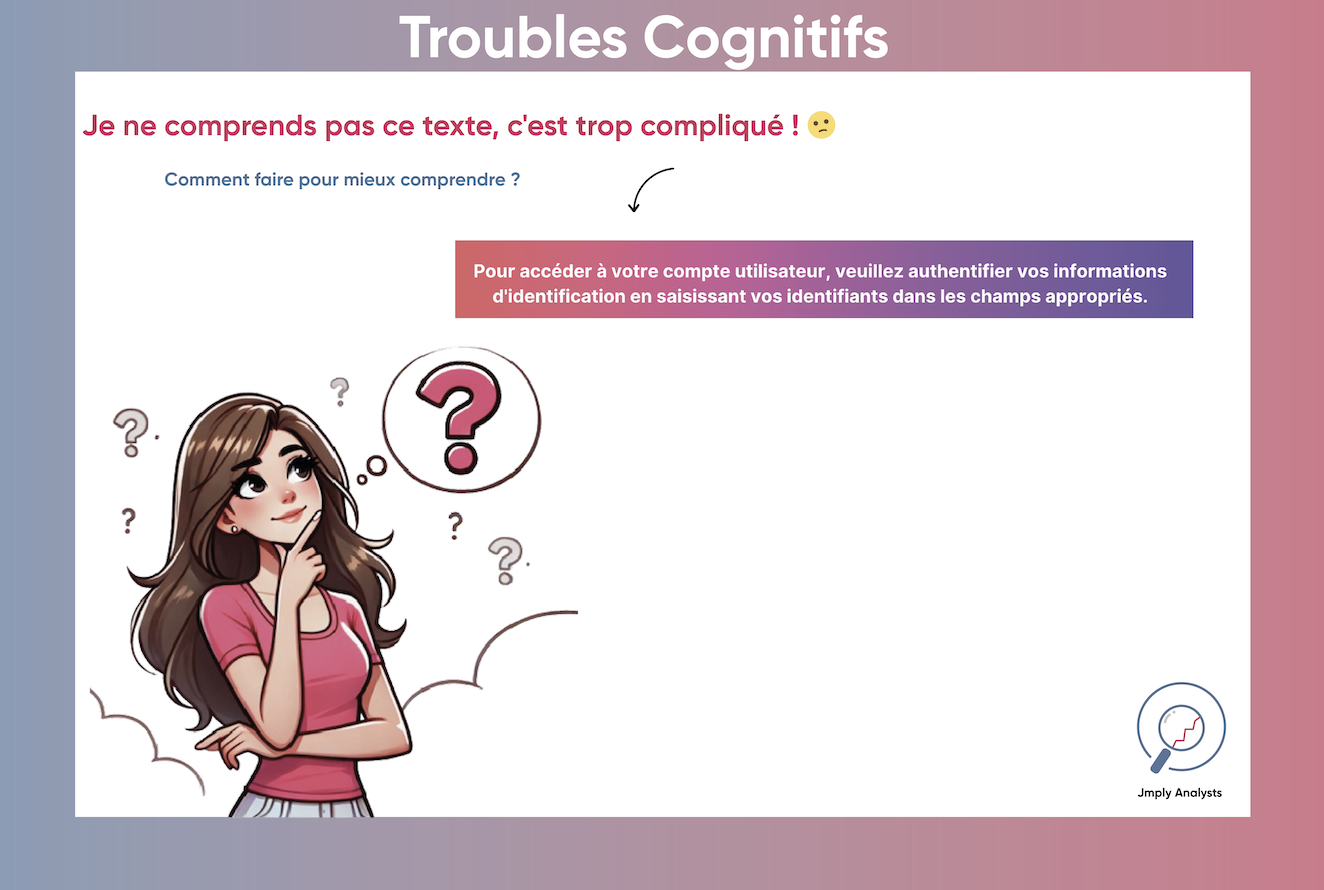 Troubles Cognitifs
Je ne comprends pas ce texte, c'est trop compliqué ! 😕
Comment faire pour mieux comprendre ?
Pour accéder à votre compte utilisateur, veuillez authentifier vos informations
d'identification en saisissant vos identifiants dans les champs appropriés.
?
?
?
?
?
?
Jmply Analysts